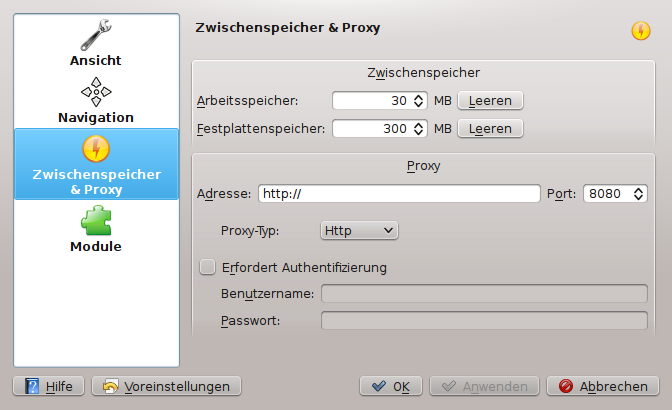 Ansicht
Navigation
Zwischenspeicher
& Proxy
Module
Zwischenspeicher & Proxy
Zwischenspeicher
Arbeitsspeicher: 30 MB Leeren
Festplattenspeicher: 300 MB Leeren
Proxy
Adresse: http:// Port: 8080
Proxy-Typ: Http
Erfordert Authentifizierung
Benutzername:
Passwort:
Hilfe Voreinstellungen OK Anwenden Abbrechen